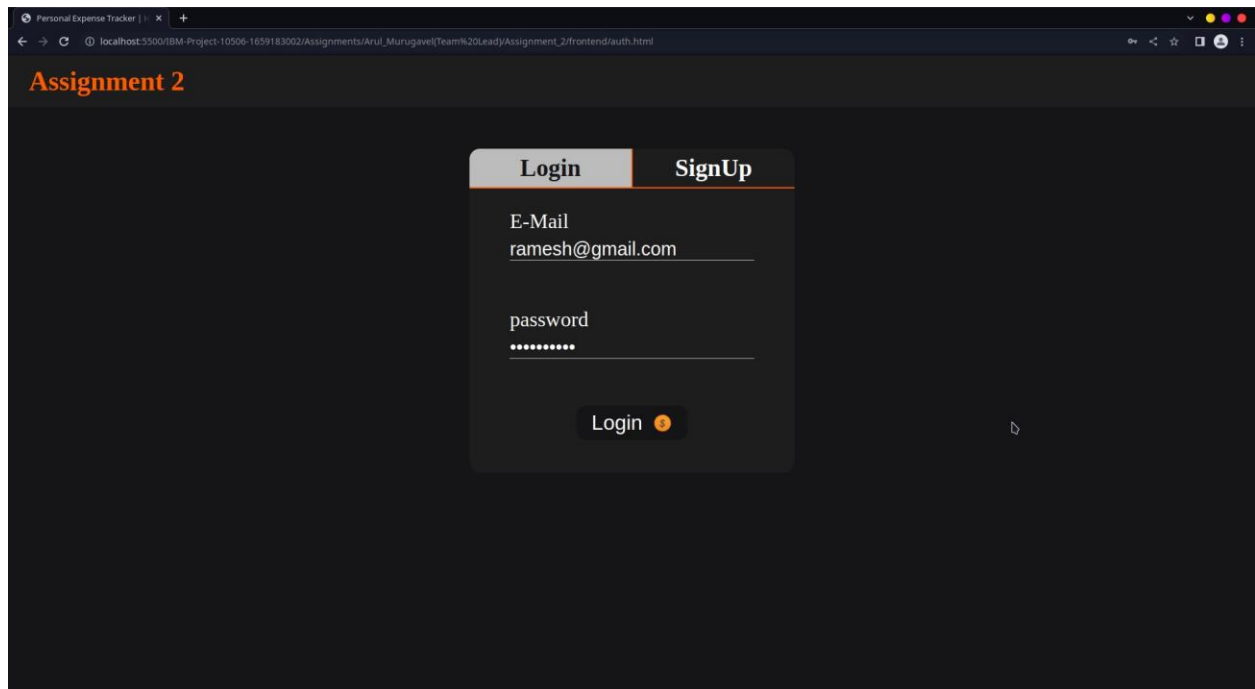 Personal Expense Tracker | H
localhost:5500/IBM-Project-10506-1659183002/Assignments/Arul_Murugavel(Team%20Lead)/Assignment_2/frontend/auth.html
Assignment 2
Login SignUp
E-Mail
ramesh@gmail.com
password
••••••••••
Login $